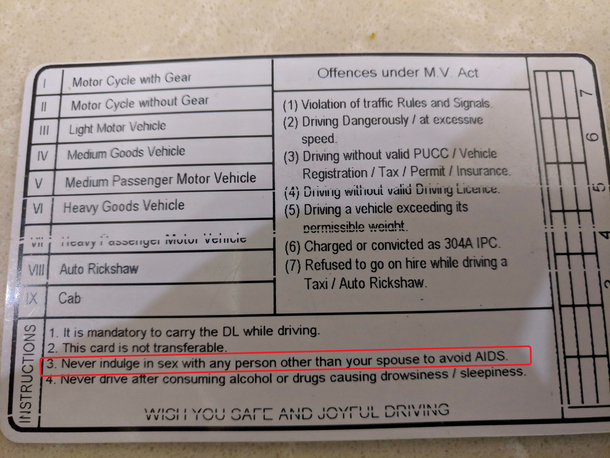 I Motor Cycle with Gear
II Motor Cycle without Gear
III Light Motor Vehicle
IV Medium Goods Vehicle
V Medium Passenger Motor Vehicle
VI Heavy Goods Vehicle
VII Heavy Passenger Motor Vehicle
VIII Auto Rickshaw
IX Cab
Offences under M.V. Act
(1) Violation of traffic Rules and Signals.
(2) Driving Dangerously / at excessive
speed.
(3) Driving without valid PUCC / Vehicle
Registration / Tax / Permit / Insurance.
(4) Driving without valid Driving Licence.
(5) Driving a vehicle exceeding its
permissible weight.
(6) Charged or convicted as 304A IPC.
(7) Refused to go on hire while driving a
Taxi / Auto Rickshaw.
7
5
4
3
INSTRUCTIONS
1. It is mandatory to carry the DL while driving.
2. This card is not transferable.
3. Never indulge in sex with any person other than your spouse to avoid AIDS.
4. Never drive after consuming alcohol or drugs causing drowsiness / sleepiness.
WISH YOU SAFE AND JOYFUL DRIVING